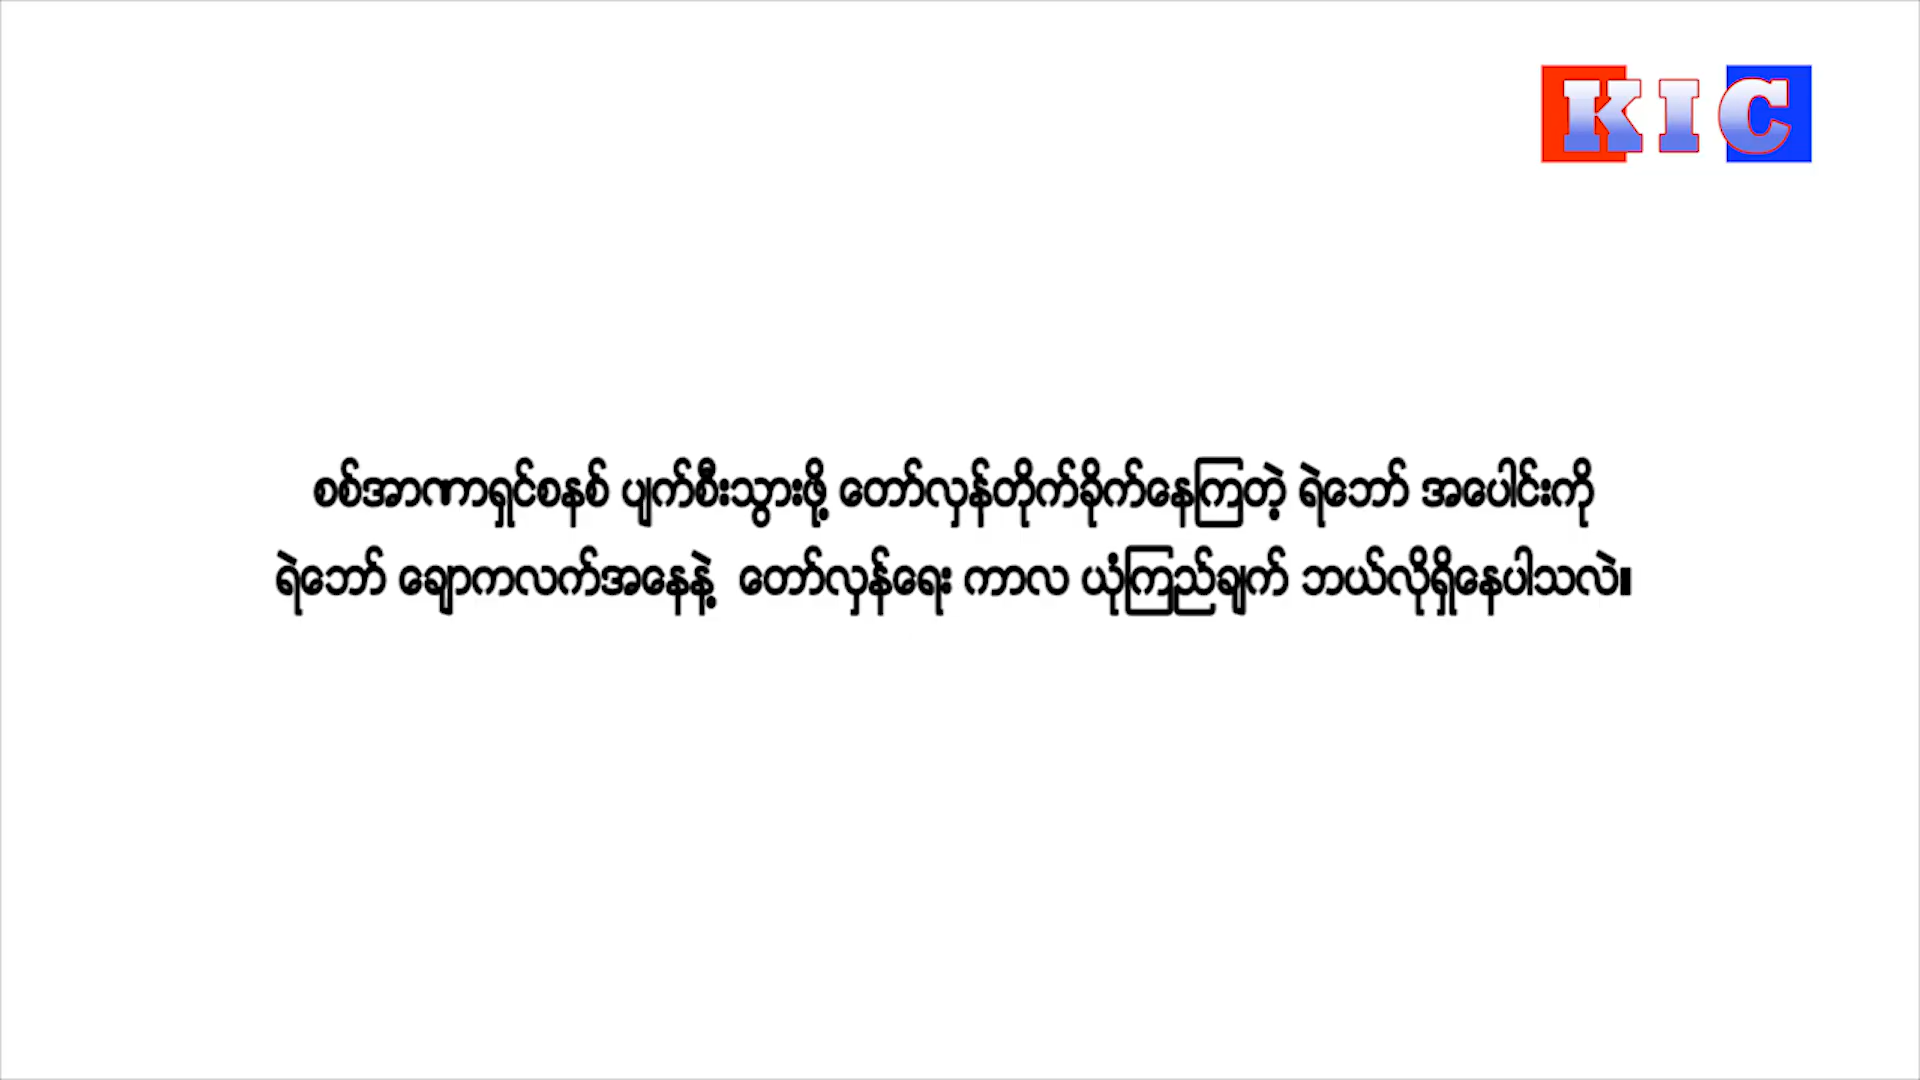 KIC
စစ်အာဏာရှင်စနစ် ပျက်စီးသွားဖို့ တော်လှန်တိုက်ခိုက်နေကြတဲ့ ရဲဘော် အပေါင်းကို
ရဲဘော် ချောကလက်အနေနဲ့ တော်လှန်ရေး ကာလ ယုံကြည်ချက် ဘယ်လိုရှိနေပါသလဲ။